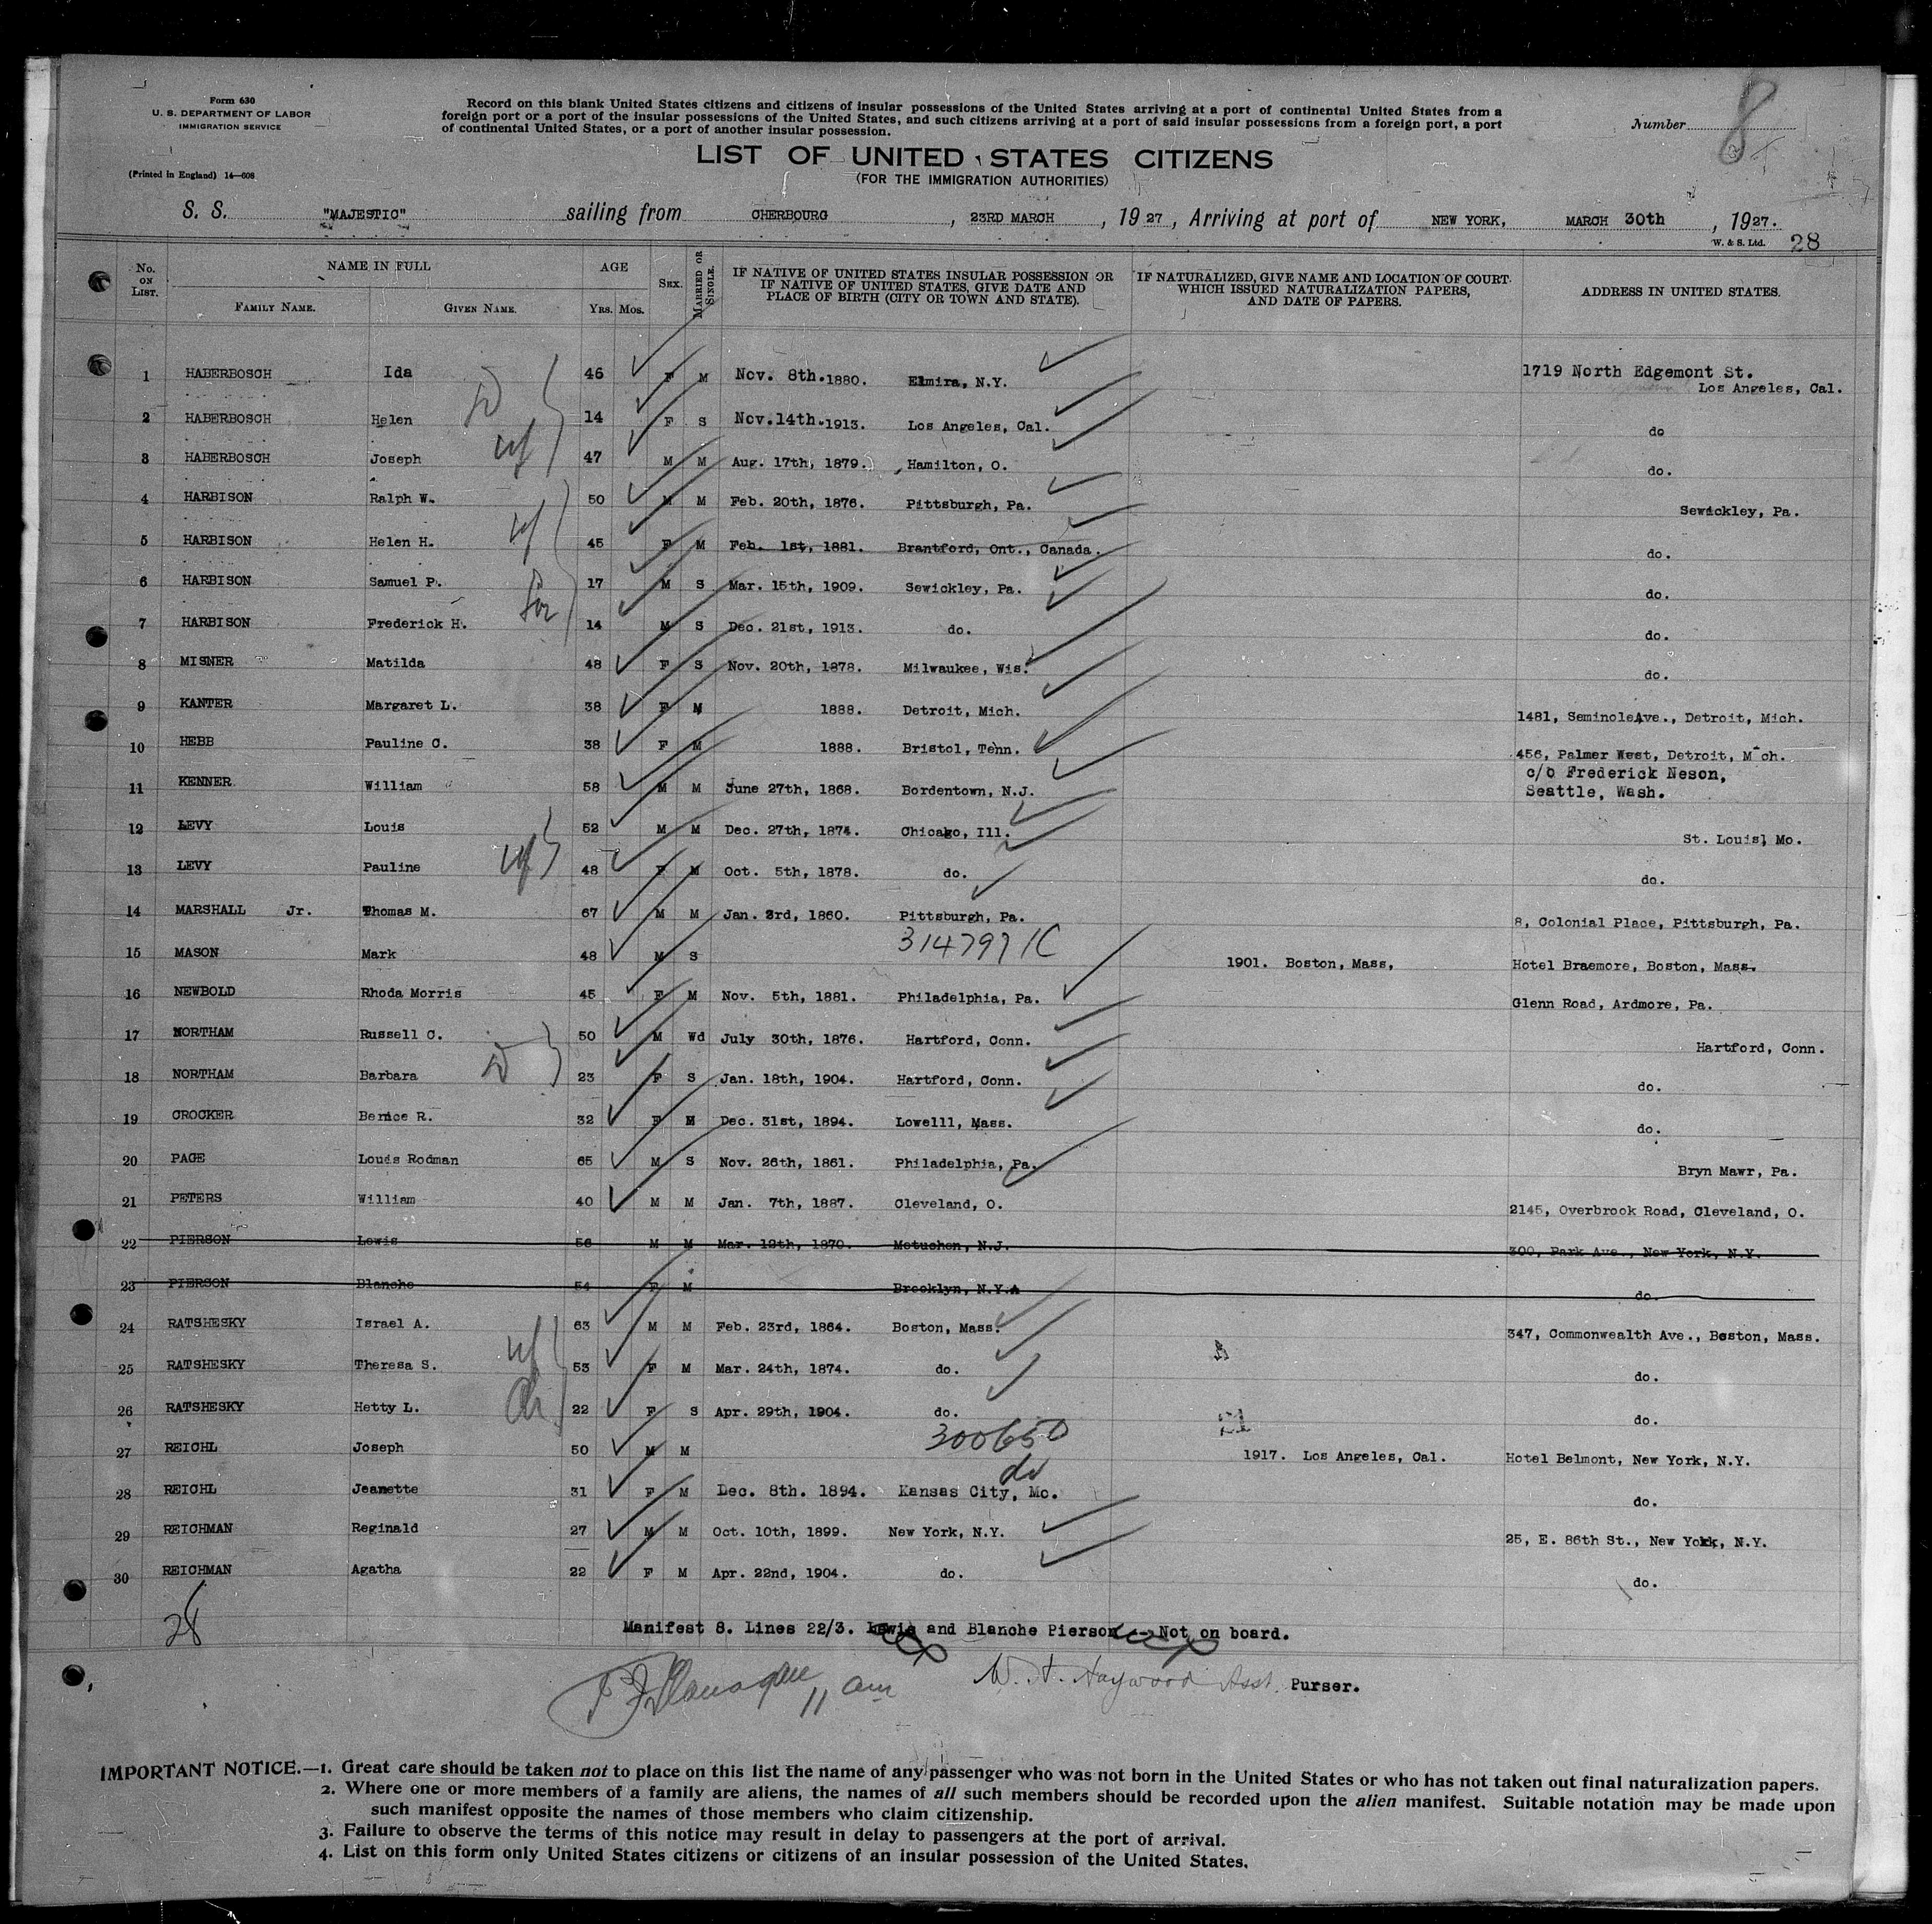 Form 630
U. S. DEPARTMENT OF LABOR
IMMIGRATION SERVICE
(Printed in England) 14—608
Record on this blank United States citizens and citizens of insular possessions of the United States arriving at a port of continental United States from a
foreign port or a port of the insular possessions of the United States, and such citizens arriving at a port of said insular possessions from a foreign port, a port
of continental United States, or a port of another insular possession.
Number 8
LIST OF UNITED STATES CITIZENS
(FOR THE IMMIGRATION AUTHORITIES)
S. S. "MAJESTIC" sailing from CHERBOURG, 23RD MARCH, 1927, Arriving at port of NEW YORK, MARCH 30th, 1927.
W. & S. Ltd. 28
No. ON LIST. NAME IN FULL FAMILY NAME. GIVEN NAME. AGE YRS. MOS. SEX. MARRIED OR SINGLE. IF NATIVE OF UNITED STATES INSULAR POSSESSION OR IF NATIVE OF UNITED STATES, GIVE DATE AND PLACE OF BIRTH (CITY OR TOWN AND STATE). IF NATURALIZED, GIVE NAME AND LOCATION OF COURT WHICH ISSUED NATURALIZATION PAPERS, AND DATE OF PAPERS. ADDRESS IN UNITED STATES.
1 HABERBOSCH Ida 46 F M Nov. 8th. 1880. Elmira, N.Y. 1719 North Edgemont St. Los Angeles, Cal.
2 HABERBOSCH Helen 14 F S Nov. 14th. 1913. Los Angeles, Cal. do
3 HABERBOSCH Joseph wf 47 M M Aug. 17th, 1879. Hamilton, O. do.
4 HARBISON Ralph W. 50 M M Feb. 20th, 1876. Pittsburgh, Pa. Sewickley, Pa.
5 HARBISON Helen H. wf 45 F M Feb. 1st, 1881. Brantford, Ont., Canada. do.
6 HARBISON Samuel P. 17 M S Mar. 15th, 1909. Sewickley, Pa. do.
7 HARBISON Frederick H. 14 M S Dec. 21st, 1913. do. do.
8 MISNER Matilda 48 F S Nov. 20th, 1878. Milwaukee, Wis. do.
9 KANTER Margaret L. 38 F M 1888. Detroit, Mich. 1481, SeminoleAve., Detroit, Mich.
10 HEBB Pauline C. 38 F M 1888. Bristol, Tenn. 456, Palmer West, Detroit, M ch.
11 KENNER William 58 M M June 27th, 1868. Bordentown, N.J. c/o Frederick Neson, Seattle, Wash.
12 LEVY Louis 52 M M Dec. 27th, 1874. Chicago, Ill. St. Louis, Mo.
13 LEVY Pauline wf 48 F M Oct. 5th, 1878. do. do.
14 MARSHALL Jr. Thomas M. 67 M M Jan. 3rd, 1860. Pittsburgh, Pa. 8, Colonial Place, Pittsburgh, Pa.
15 MASON Mark 48 M S 1901. Boston, Mass, Hotel Braemore, Boston, Mass.
16 NEWBOLD Rhoda Morris 45 F M Nov. 5th, 1881. Philadelphia, Pa. Glenn Road, Ardmore, Pa.
17 NORTHAM Russell C. 50 M Wd July 30th, 1876. Hartford, Conn. Hartford, Conn.
18 NORTHAM Barbara 23 F S Jan. 18th, 1904. Hartford, Conn. do.
19 CROCKER Bernice R. 32 F M Dec. 31st, 1894. Lowelll, Mass. do.
20 PAGE Louis Rodman 65 M S Nov. 26th, 1861. Philadelphia, Pa. Bryn Mawr, Pa.
21 PETERS William 40 M M Jan. 7th, 1887. Cleveland, O. 2145, Overbrook Road, Cleveland, O.
22 PIERSON Lewis 56 M M Mar. 12th, 1870. Metuchen, N.J. 300, Park Ave., New York, N.Y.
23 PIERSON Blanche 54 F M Brooklyn, N.Y. do.
24 RATSHESKY Israel A. 63 M M Feb. 23rd, 1864. Boston, Mass. 347, Commonwealth Ave., Boston, Mass.
25 RATSHESKY Theresa S. wf 53 F M Mar. 24th, 1874. do. do.
26 RATSHESKY Hetty L. 22 F S Apr. 29th, 1904. do. do.
27 REICHL Joseph 50 M M 300650 1917. Los Angeles, Cal. Hotel Belmont, New York, N.Y.
do
28 REICHL Jeanette 31 F M Dec. 8th. 1894. Kansas City, Mo. do.
29 REICHMAN Reginald 27 M M Oct. 10th, 1899. New York, N.Y. 25, E. 86th St., New York, N.Y.
30 REICHMAN Agatha 22 F M Apr. 22nd, 1904. do. do.
28
Manifest 8. Lines 22/3. Lewis and Blanche Pierson -- Not on board.
11 am W. H. Haywood Asst. Purser.
IMPORTANT NOTICE.—1. Great care should be taken not to place on this list the name of any passenger who was not born in the United States or who has not taken out final naturalization papers.
2. Where one or more members of a family are aliens, the names of all such members should be recorded upon the alien manifest. Suitable notation may be made upon
such manifest opposite the names of those members who claim citizenship.
3. Failure to observe the terms of this notice may result in delay to passengers at the port of arrival.
4. List on this form only United States citizens or citizens of an insular possession of the United States.